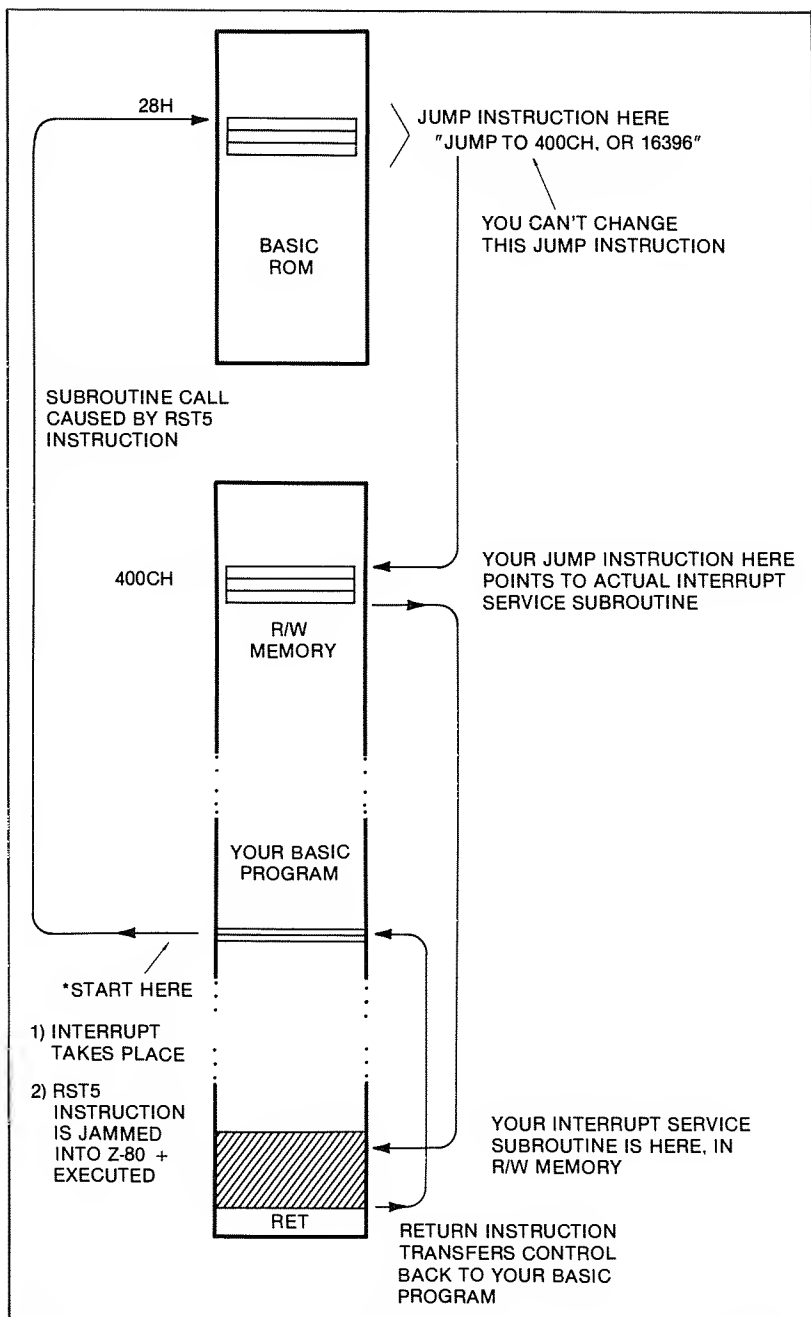 28H
JUMP INSTRUCTION HERE
"JUMP TO 400CH, OR 16396"
YOU CAN'T CHANGE
THIS JUMP INSTRUCTION
BASIC
ROM
SUBROUTINE CALL
CAUSED BY RST5
INSTRUCTION
400CH
YOUR JUMP INSTRUCTION HERE
POINTS TO ACTUAL INTERRUPT
SERVICE SUBROUTINE
R/W
MEMORY
YOUR BASIC
PROGRAM
*START HERE
1) INTERRUPT
TAKES PLACE
2) RST5
INSTRUCTION
IS JAMMED
INTO Z-80 +
EXECUTED
YOUR INTERRUPT SERVICE
SUBROUTINE IS HERE, IN
R/W MEMORY
RET
RETURN INSTRUCTION
TRANSFERS CONTROL
BACK TO YOUR BASIC
PROGRAM